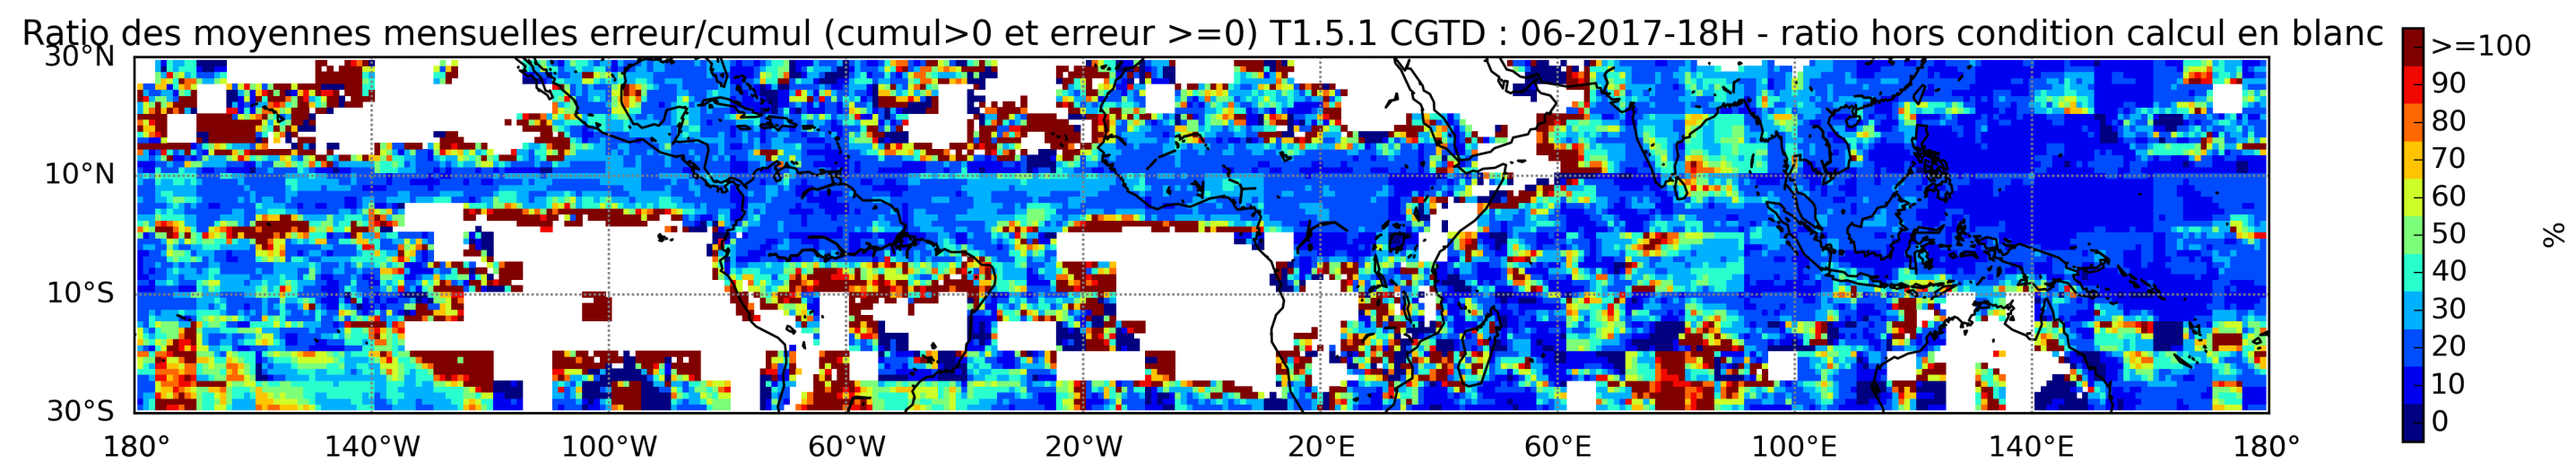 Ratio des moyennes mensuelles erreur/cumul (cumul>0 et erreur >=0) T1.5.1 CGTD : 06-2017-18H - ratio hors condition calcul en blanc
30°N
10°N
10°S
30°S
180°
140°W
100°W
60°W
20°W
20°E
60°E
100°E
140°E
180°
>=100
90
80
70
60
50
40
30
20
10
0
%